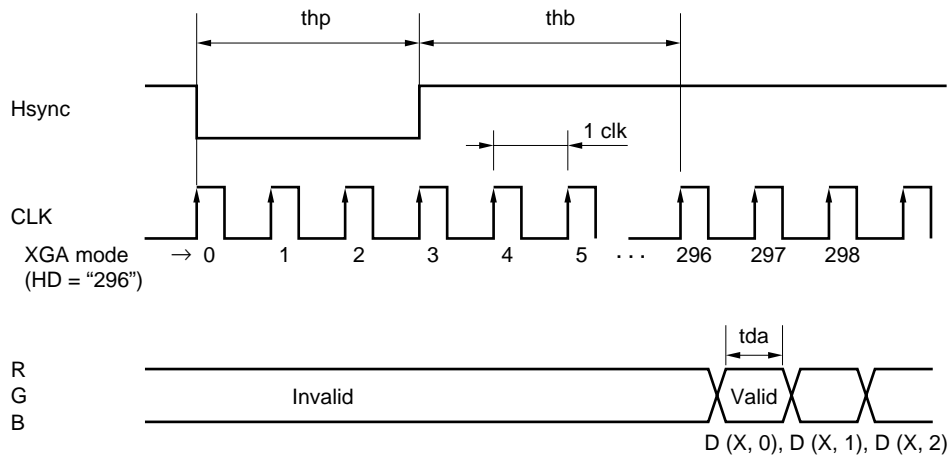 thp thb
Hsync
1 clk
CLK
XGA mode → 0 1 2 3 4 5 ... 296 297 298
(HD = “296”)
tda
R
G Invalid Valid
B
D (X, 0), D (X, 1), D (X, 2)